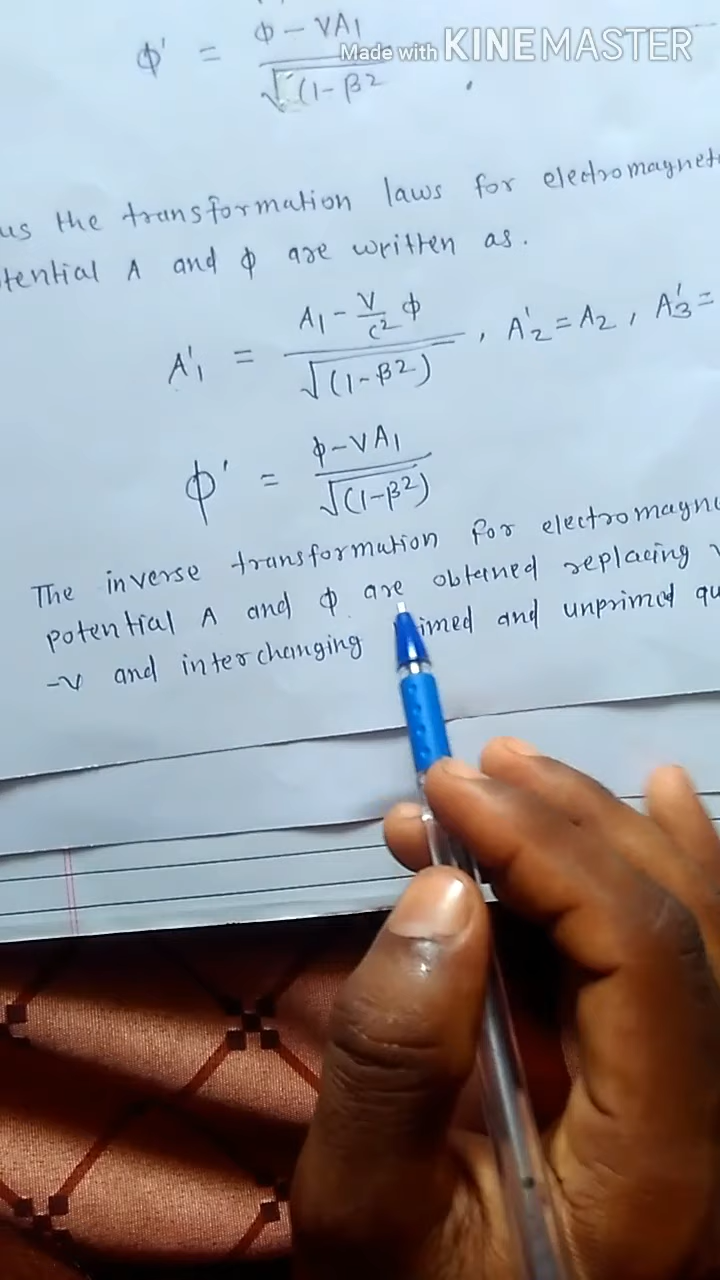 ϕ' = ϕ - VA1 / √(1-β2
Made with KINEMASTER
us the transformation laws for electromagnet
tential A and ϕ are written as.
A'1 = A1 - V/c2 ϕ / √(1-β2) , A'2 = A2 , A'3 =
ϕ' = ϕ-VA1 / √(1-β2)
The inverse transformation for electromagne
potential A and ϕ are obtained replacing v
-v and interchanging imed and unprimed qu